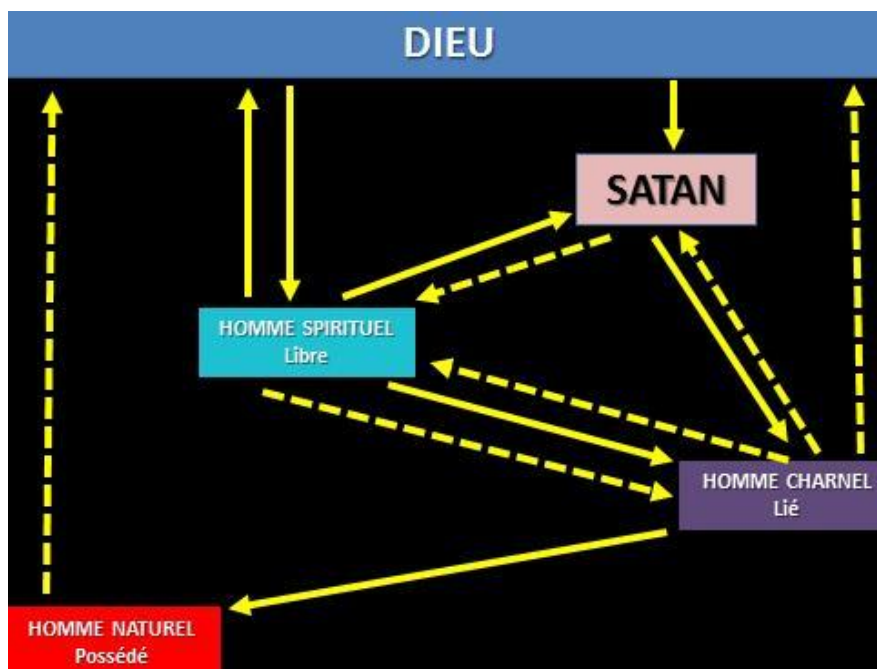 DIEU
SATAN
HOMME SPIRITUEL
Libre
HOMME CHARNEL
Lié
HOMME NATUREL
Possédé